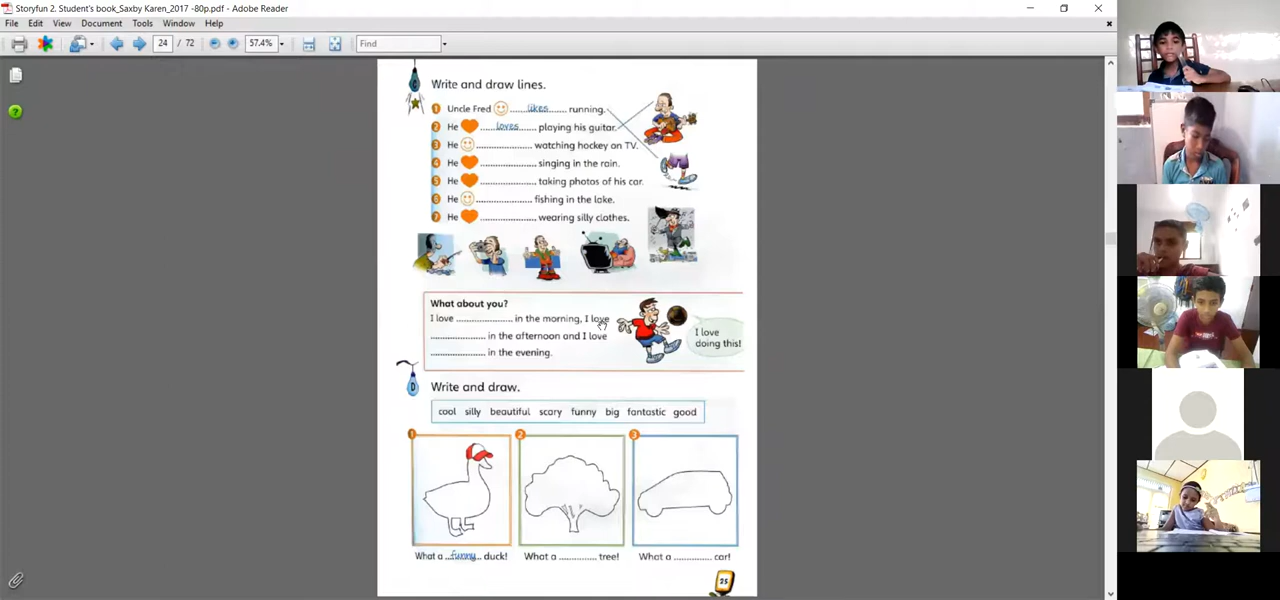 Storyfun 2. Student's book_Saxby Karen_2017 -80p.pdf - Adobe Reader
File Edit View Document Tools Window Help
24 / 72 57.4% Find
C Write and draw lines.
1 Uncle Fred likes running.
2 He loves playing his guitar.
3 He .................. watching hockey on TV.
4 He .................. singing in the rain.
5 He .................. taking photos of his car.
6 He .................. fishing in the lake.
7 He .................. wearing silly clothes.
What about you?
I love .................. in the morning, I love
.................. in the afternoon and I love
.................. in the evening.
I love
doing this!
D Write and draw.
cool silly beautiful scary funny big fantastic good
1 2 3
What a funny duck! What a ............ tree! What a ............ car!
25